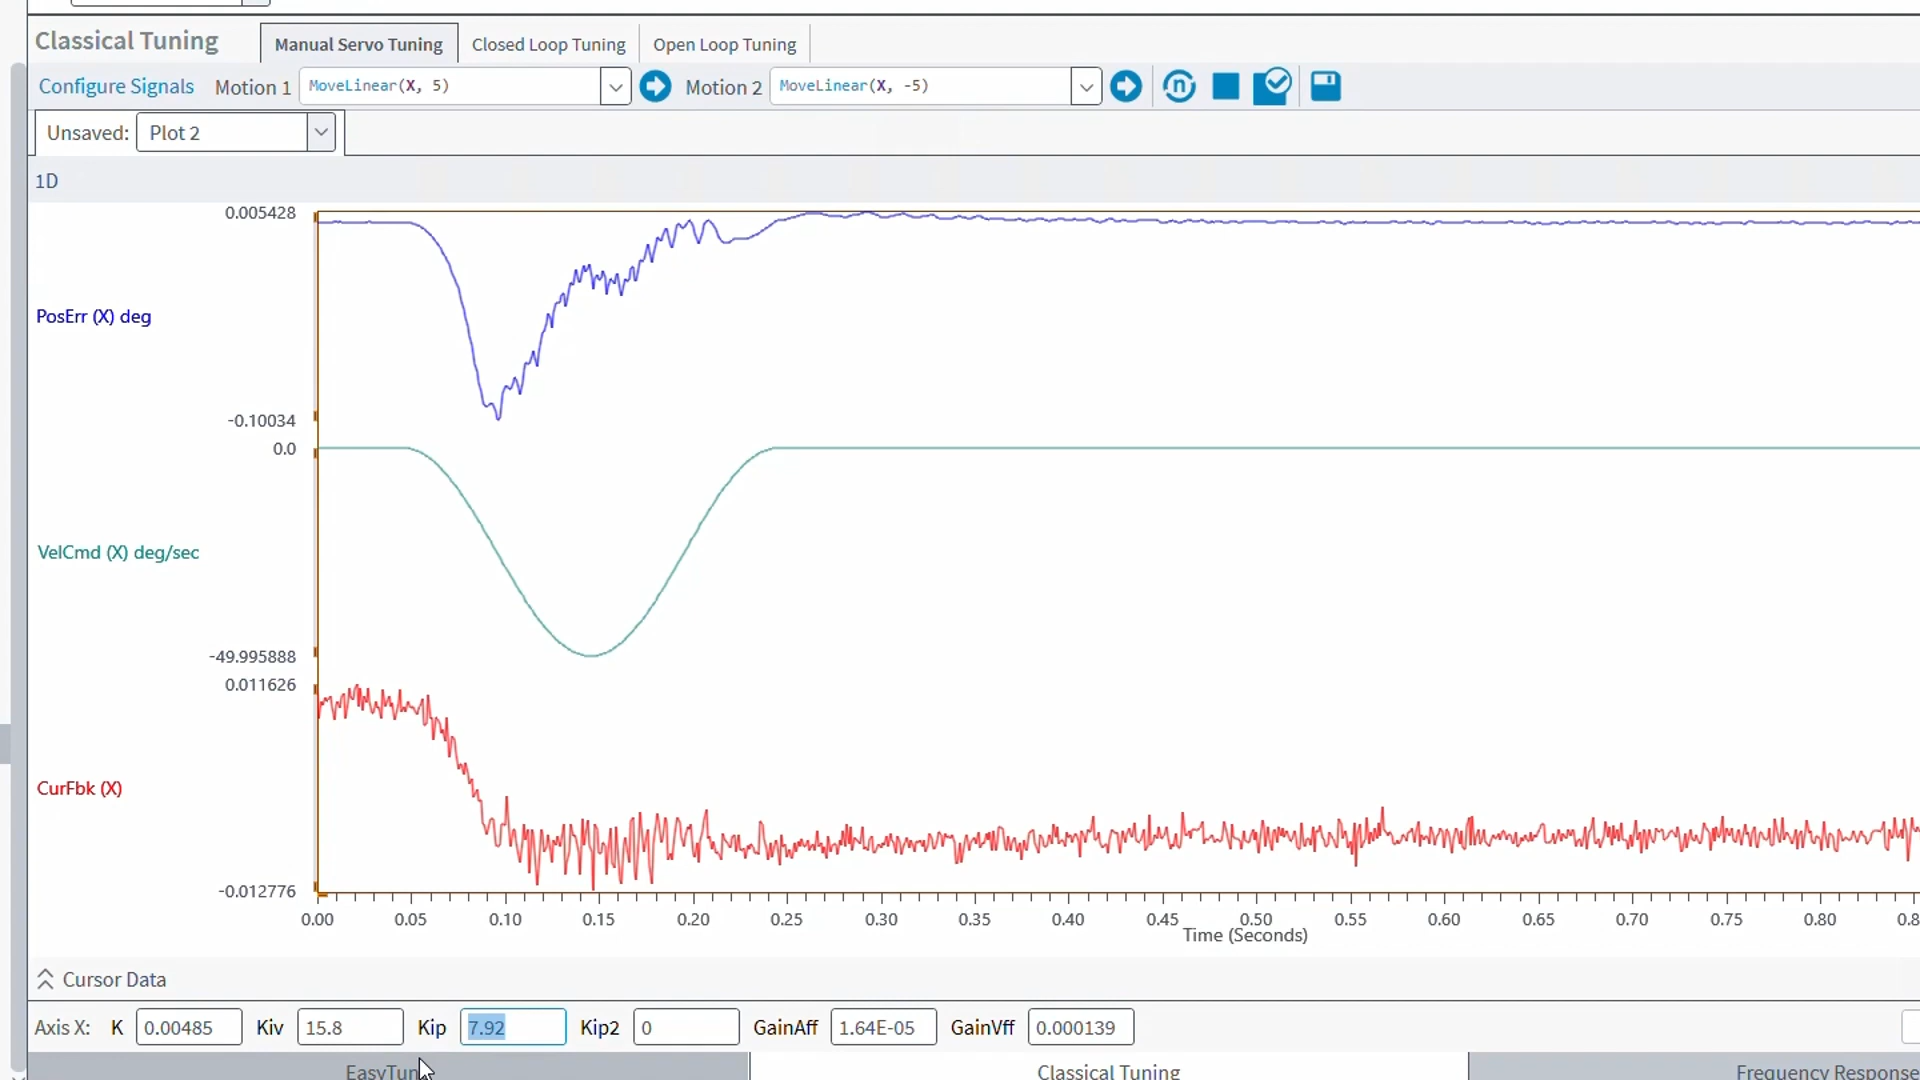 Classical Tuning
Manual Servo Tuning
Closed Loop Tuning
Open Loop Tuning
Configure Signals Motion 1 MoveLinear(X, 5) Motion 2 MoveLinear(X, -5) n
Unsaved: Plot 2
1D
0.005428
PosErr (X) deg
-0.10034
0.0
VelCmd (X) deg/sec
-49.995888
0.011626
CurFbk (X)
-0.012776
0.00 0.05 0.10 0.15 0.20 0.25 0.30 0.35 0.40 0.45 0.50 0.55 0.60 0.65 0.70 0.75 0.80 0.8
Time (Seconds)
Cursor Data
Axis X: K 0.00485 Kiv 15.8 Kip 7.92 Kip2 0 GainAff 1.64E-05 GainVff 0.000139
EasyTun
Classical Tuning
Frequency Response